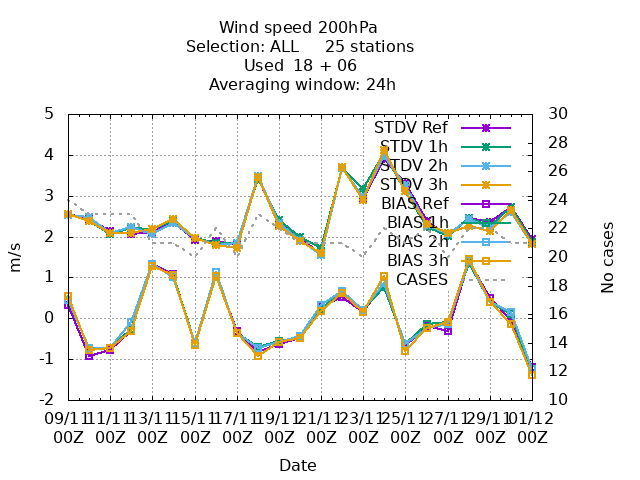 Wind speed 200hPa
Selection: ALL 25 stations
Used 18 + 06
Averaging window: 24h
5
4
3
2
1
0
-1
-2
m/s
30
28
26
24
22
20
18
16
14
12
10
No cases
STDV Ref
STDV 1h
STDV 2h
STDV 3h
BIAS Ref
BIAS 1h
BIAS 2h
BIAS 3h
CASES
09/11 11/11 13/11 15/11 17/11 19/11 21/11 23/11 25/11 27/11 29/11 01/12
00Z 00Z 00Z 00Z 00Z 00Z 00Z 00Z 00Z 00Z 00Z 00Z
Date